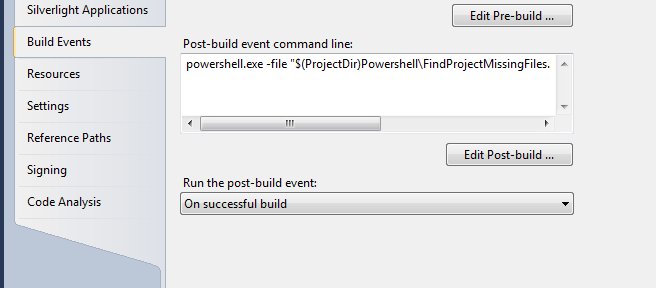 Silverlight Applications
Edit Pre-build ...
Build Events
Post-build event command line:
powershell.exe -file "$(ProjectDir)Powershell\FindProjectMissingFiles.
Resources
Settings
Reference Paths
Edit Post-build ...
Signing
Run the post-build event:
Code Analysis
On successful build